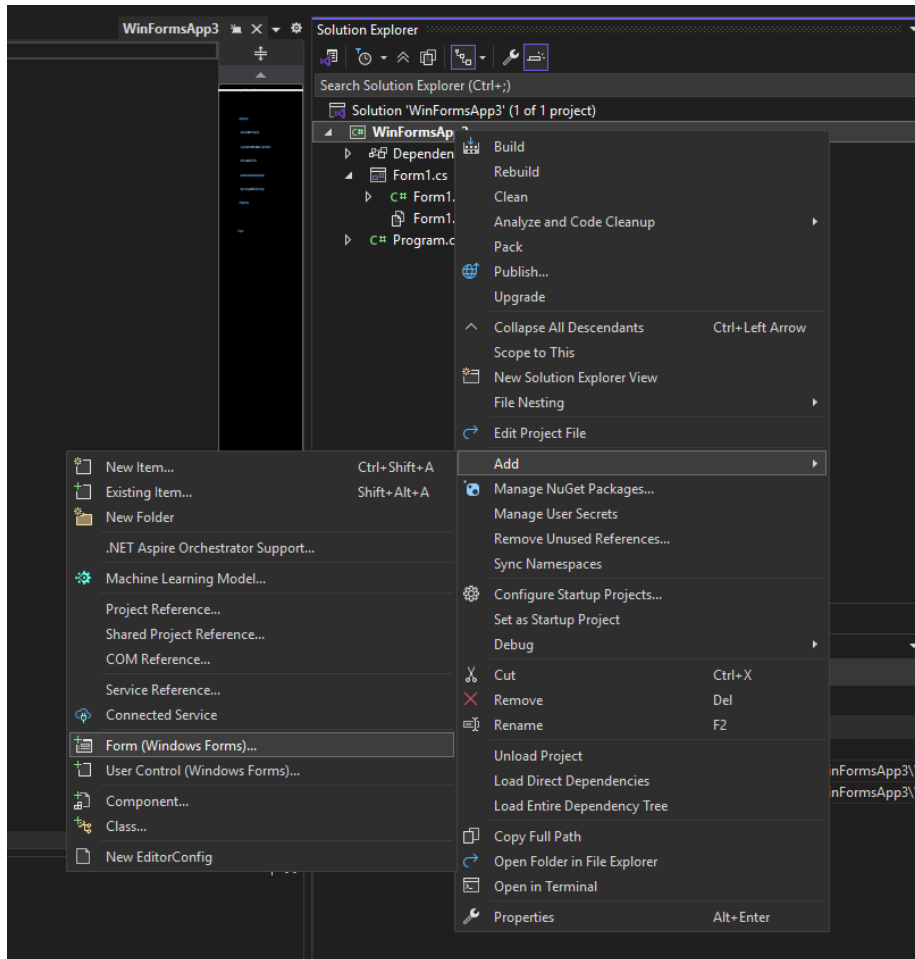 WinFormsApp3
Solution Explorer
Search Solution Explorer (Ctrl+;)
Solution 'WinFormsApp3' (1 of 1 project)
WinFormsApp3
Dependen
Form1.cs
C# Form1.
Form1.
C# Program.c
Build
Rebuild
Clean
Analyze and Code Cleanup
Pack
Publish...
Upgrade
Collapse All Descendants Ctrl+Left Arrow
Scope to This
New Solution Explorer View
File Nesting
Edit Project File
Add
Manage NuGet Packages...
Manage User Secrets
Remove Unused References...
Sync Namespaces
Configure Startup Projects...
Set as Startup Project
Debug
Cut Ctrl+X
Remove Del
Rename F2
Unload Project
Load Direct Dependencies
Load Entire Dependency Tree
Copy Full Path
Open Folder in File Explorer
Open in Terminal
Properties Alt+Enter
New Item... Ctrl+Shift+A
Existing Item... Shift+Alt+A
New Folder
.NET Aspire Orchestrator Support...
Machine Learning Model...
Project Reference...
Shared Project Reference...
COM Reference...
Service Reference...
Connected Service
Form (Windows Forms)...
User Control (Windows Forms)...
Component...
Class...
New EditorConfig
inFormsApp3\
inFormsApp3\